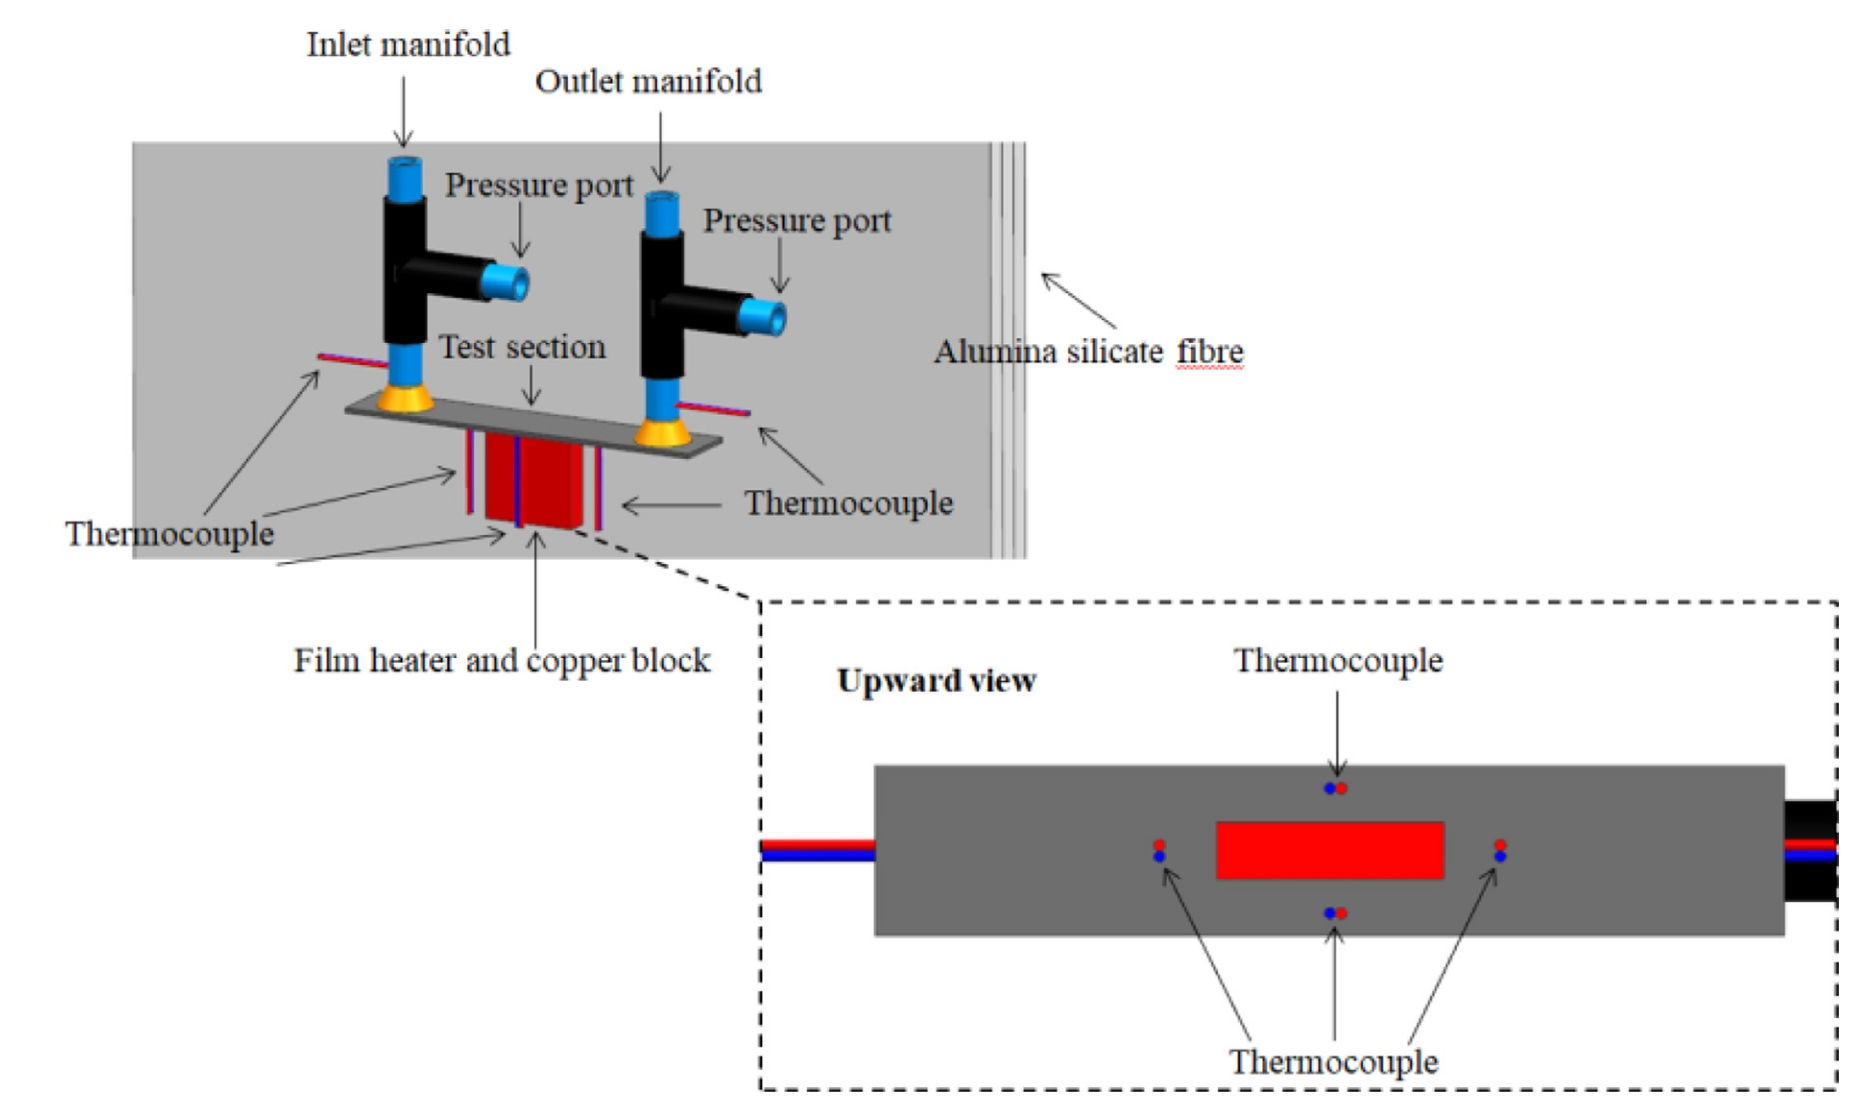 Inlet manifold
Outlet manifold
Pressure port
Pressure port
Test section
Alumina silicate fibre
Thermocouple
Thermocouple
Film heater and copper block
Upward view
Thermocouple
Thermocouple